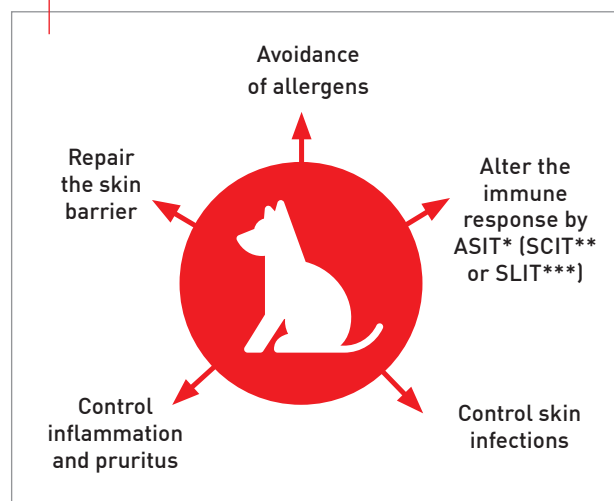 Avoidance
of allergens
Repair
the skin
barrier
Alter the
immune
response by
ASIT* (SCIT**
or SLIT***)
Control
inflammation
and pruritus
Control skin
infections